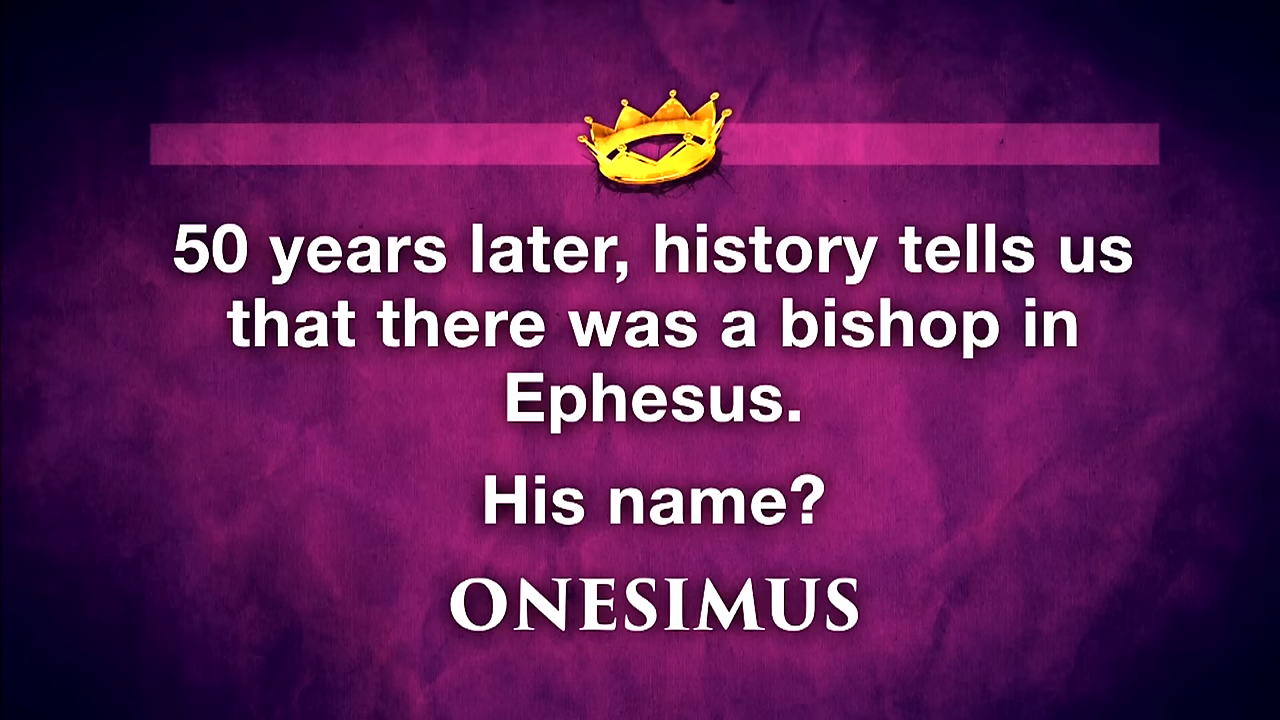 50 years later, history tells us
that there was a bishop in
Ephesus.
His name?
ONESIMUS